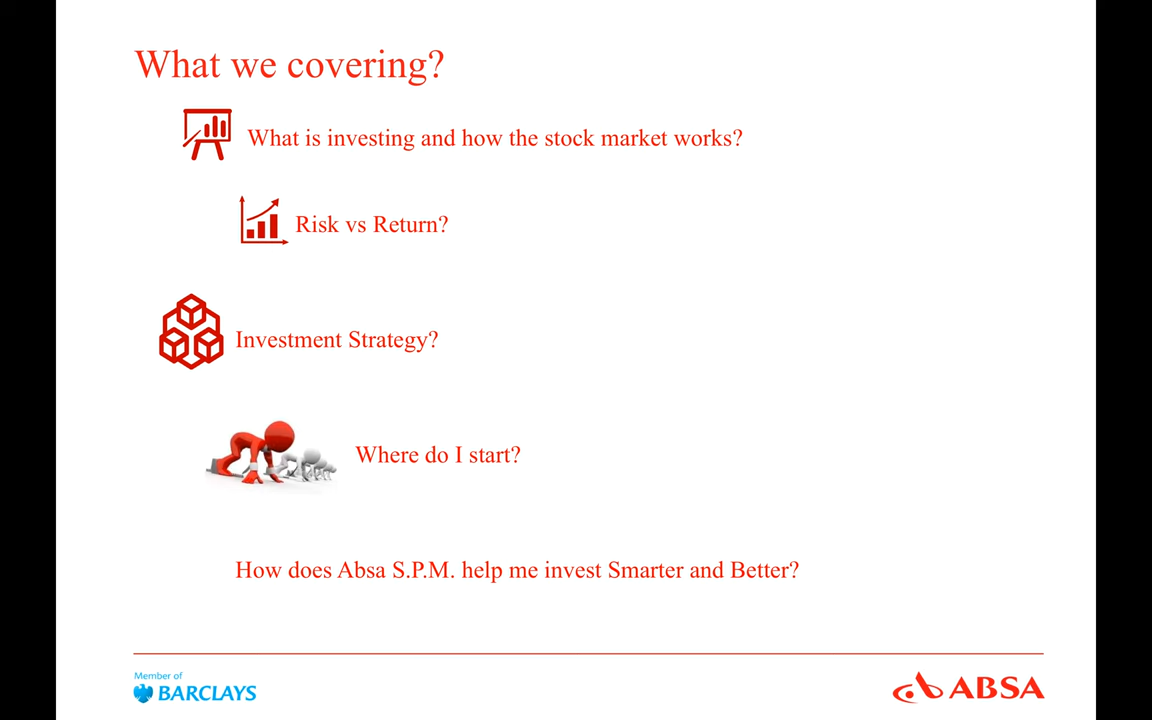 What we covering?
What is investing and how the stock market works?
Risk vs Return?
Investment Strategy?
Where do I start?
How does Absa S.P.M. help me invest Smarter and Better?
Member of
BARCLAYS
ABSA